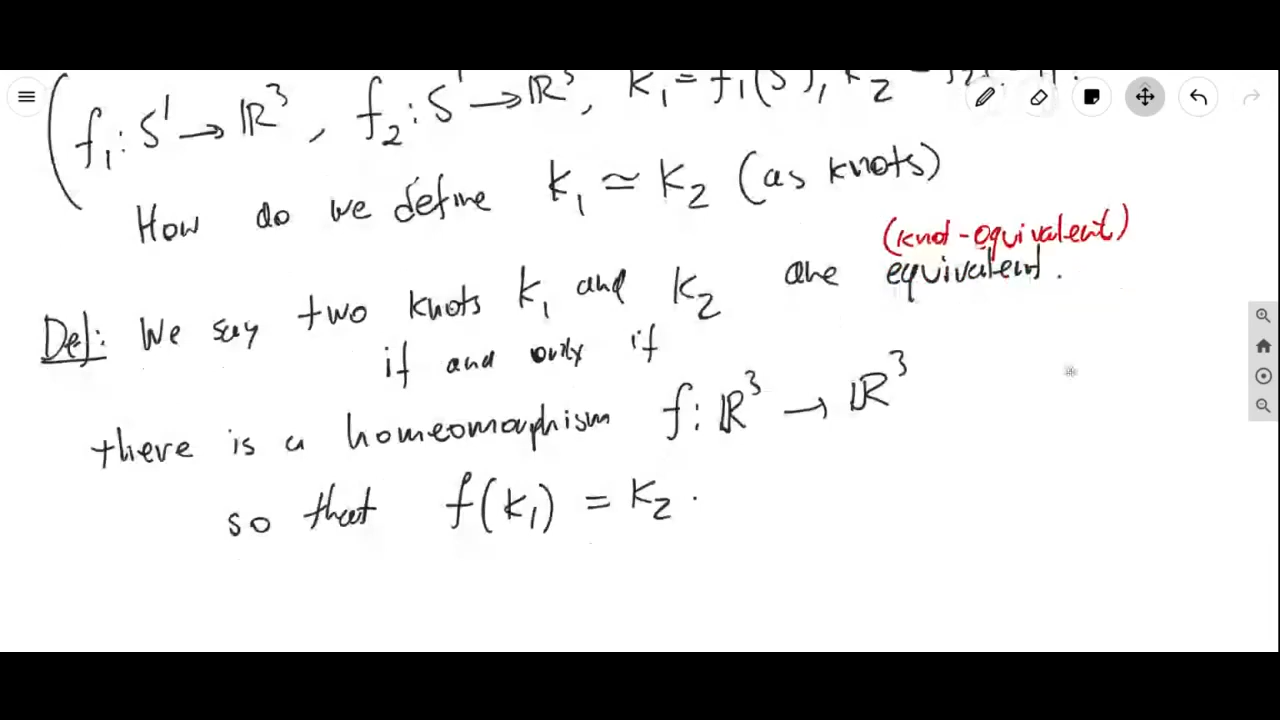 ( f₁ : S¹ → ℝ³ , f₂ : S¹ → ℝ³, K₁ = f₁(S¹), K₂
How do we define K₁ ≃ K₂ (as knots)
(knot-equivalent)
Def: We say two knots K₁ and K₂ are equivalent.
if and only if
there is a homeomorphism f : ℝ³ → ℝ³
so that f(K₁) = K₂ .